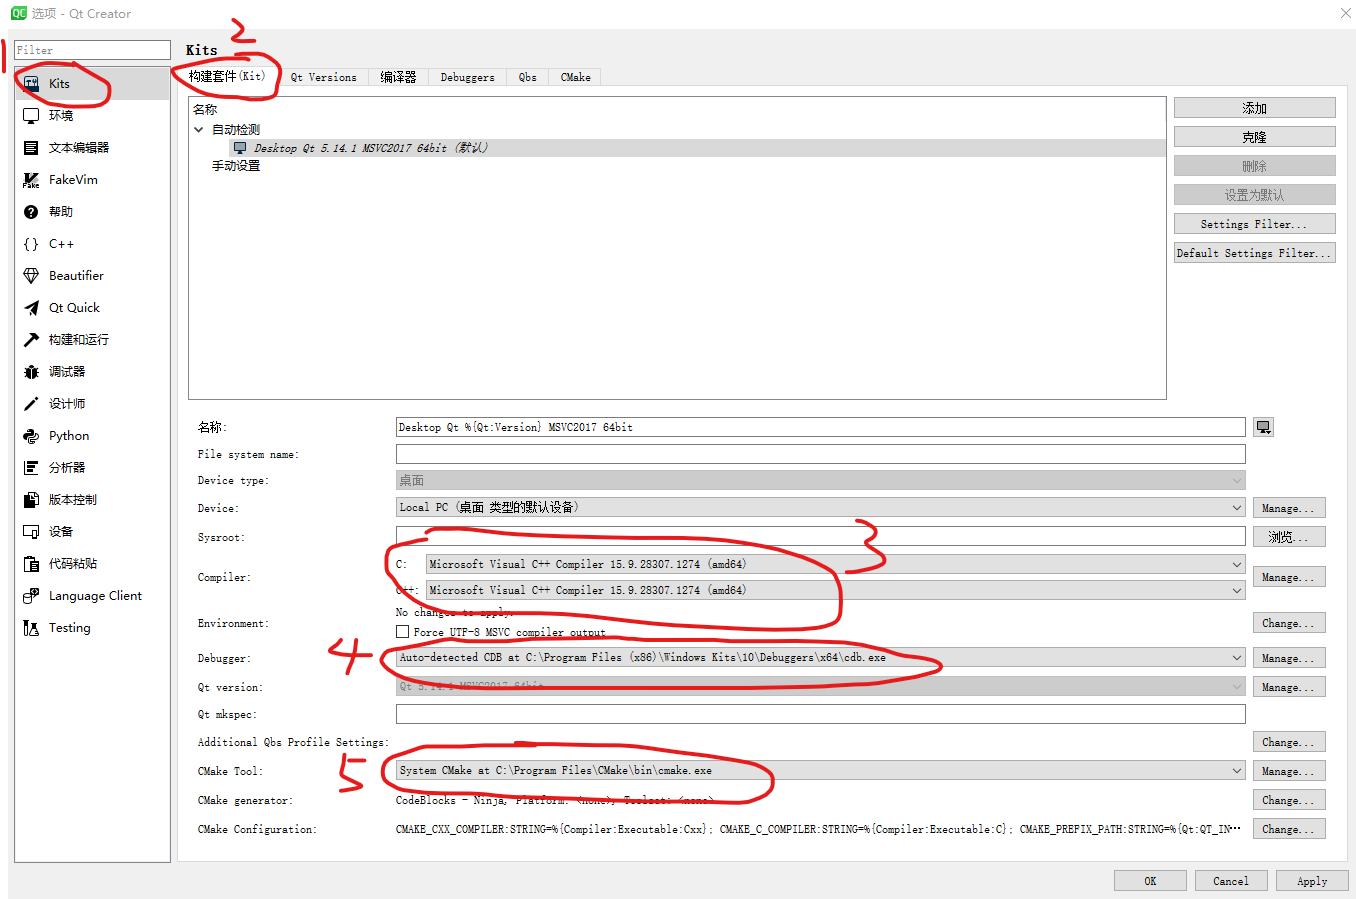 QC 选项 - Qt Creator
1
Filter
Kits
环境
文本编辑器
FakeVim
帮助
{} C++
Beautifier
Qt Quick
构建和运行
调试器
设计师
Python
分析器
版本控制
设备
代码粘贴
Language Client
Testing
Kits
2
构建套件(Kit) Qt Versions 编译器 Debuggers Qbs CMake
名称
自动检测
Desktop Qt 5.14.1 MSVC2017 64bit (默认)
手动设置
添加
克隆
删除
设置为默认
Settings Filter...
Default Settings Filter...
名称: Desktop Qt %{Qt:Version} MSVC2017 64bit
File system name:
Device type: 桌面
Device: Local PC (桌面 类型的默认设备) Manage...
Sysroot: 浏览...
3
Compiler: Manage...
C: Microsoft Visual C++ Compiler 15.9.28307.1274 (amd64)
C++: Microsoft Visual C++ Compiler 15.9.28307.1274 (amd64)
Environment: Change...
No changes to apply.
Force UTF-8 MSVC compiler output
4
Debugger: Auto-detected CDB at C:\Program Files (x86)\Windows Kits\10\Debuggers\x64\cdb.exe Manage...
Qt version: Qt 5.14.1 MSVC2017 64bit Manage...
Qt mkspec:
Additional Qbs Profile Settings: Change...
5
CMake Tool: System CMake at C:\Program Files\CMake\bin\cmake.exe Manage...
CMake generator: CodeBlocks - Ninja, Platform: <none>, Toolset: <none> Change...
CMake Configuration: CMAKE_CXX_COMPILER:STRING=%{Compiler:Executable:Cxx}; CMAKE_C_COMPILER:STRING=%{Compiler:Executable:C}; CMAKE_PREFIX_PATH:STRING=%{Qt:QT_IN… Change...
OK Cancel Apply